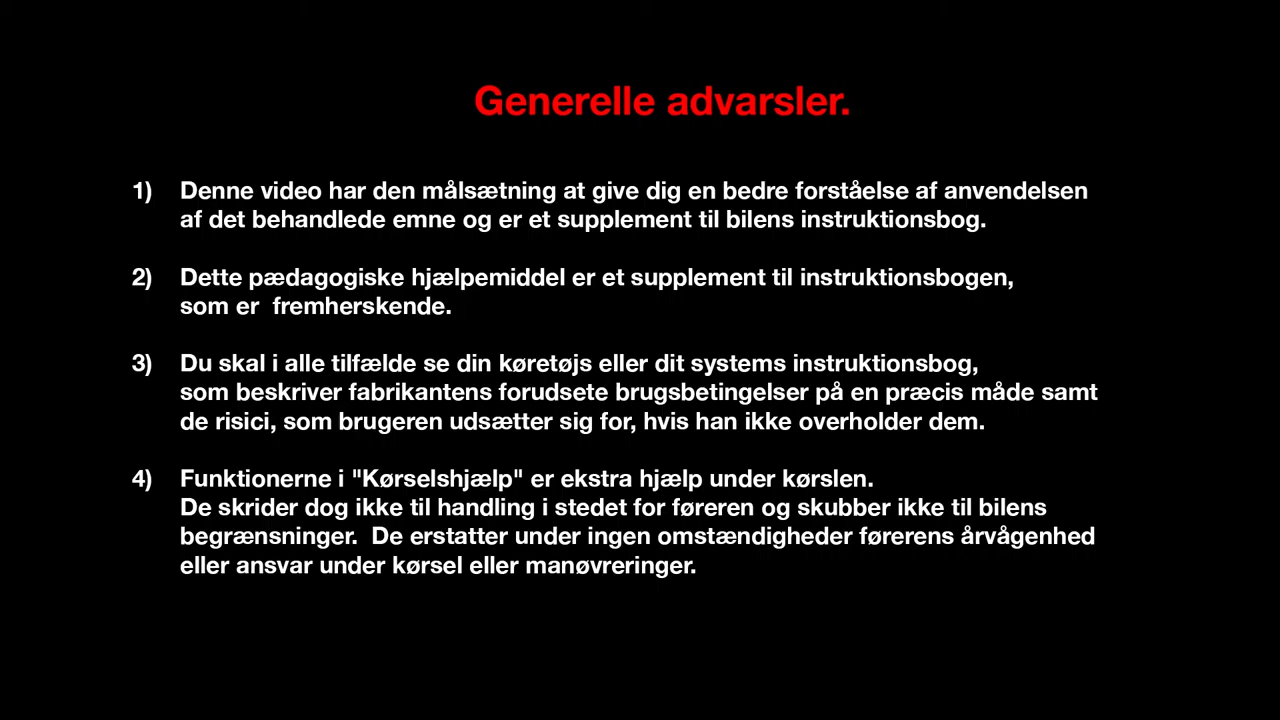 Generelle advarsler.
1) Denne video har den målsætning at give dig en bedre forståelse af anvendelsen
af det behandlede emne og er et supplement til bilens instruktionsbog.
2) Dette pædagogiske hjælpemiddel er et supplement til instruktionsbogen,
som er  fremherskende.
3) Du skal i alle tilfælde se din køretøjs eller dit systems instruktionsbog,
som beskriver fabrikantens forudsete brugsbetingelser på en præcis måde samt
de risici, som brugeren udsætter sig for, hvis han ikke overholder dem.
4) Funktionerne i "Kørselshjælp" er ekstra hjælp under kørslen.
De skrider dog ikke til handling i stedet for føreren og skubber ikke til bilens
begrænsninger.  De erstatter under ingen omstændigheder førerens årvågenhed
eller ansvar under kørsel eller manøvreringer.